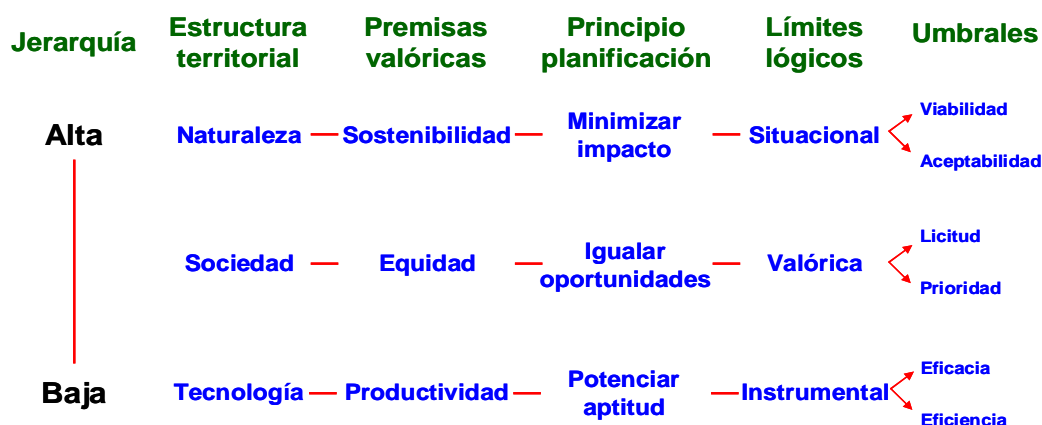 Jerarquía
Estructura
territorial
Premisas
valóricas
Principio
planificación
Límites
lógicos
Umbrales
Alta
Naturaleza
Sostenibilidad
Minimizar
impacto
Situacional
Viabilidad
Aceptabilidad
Sociedad
Equidad
Igualar
oportunidades
Valórica
Licitud
Prioridad
Baja
Tecnología
Productividad
Potenciar
aptitud
Instrumental
Eficacia
Eficiencia